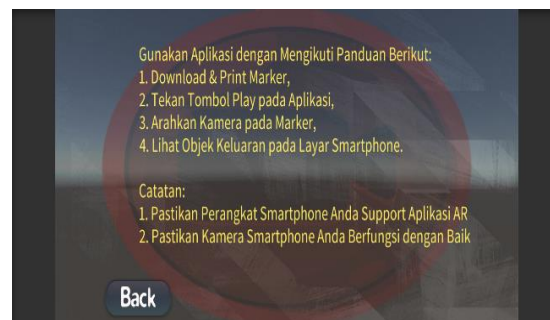 Gunakan Aplikasi dengan Mengikuti Panduan Berikut:
1. Download & Print Marker,
2. Tekan Tombol Play pada Aplikasi,
3. Arahkan Kamera pada Marker,
4. Lihat Objek Keluaran pada Layar Smartphone.
Catatan:
1. Pastikan Perangkat Smartphone Anda Support Aplikasi AR
2. Pastikan Kamera Smartphone Anda Berfungsi dengan Baik
Back